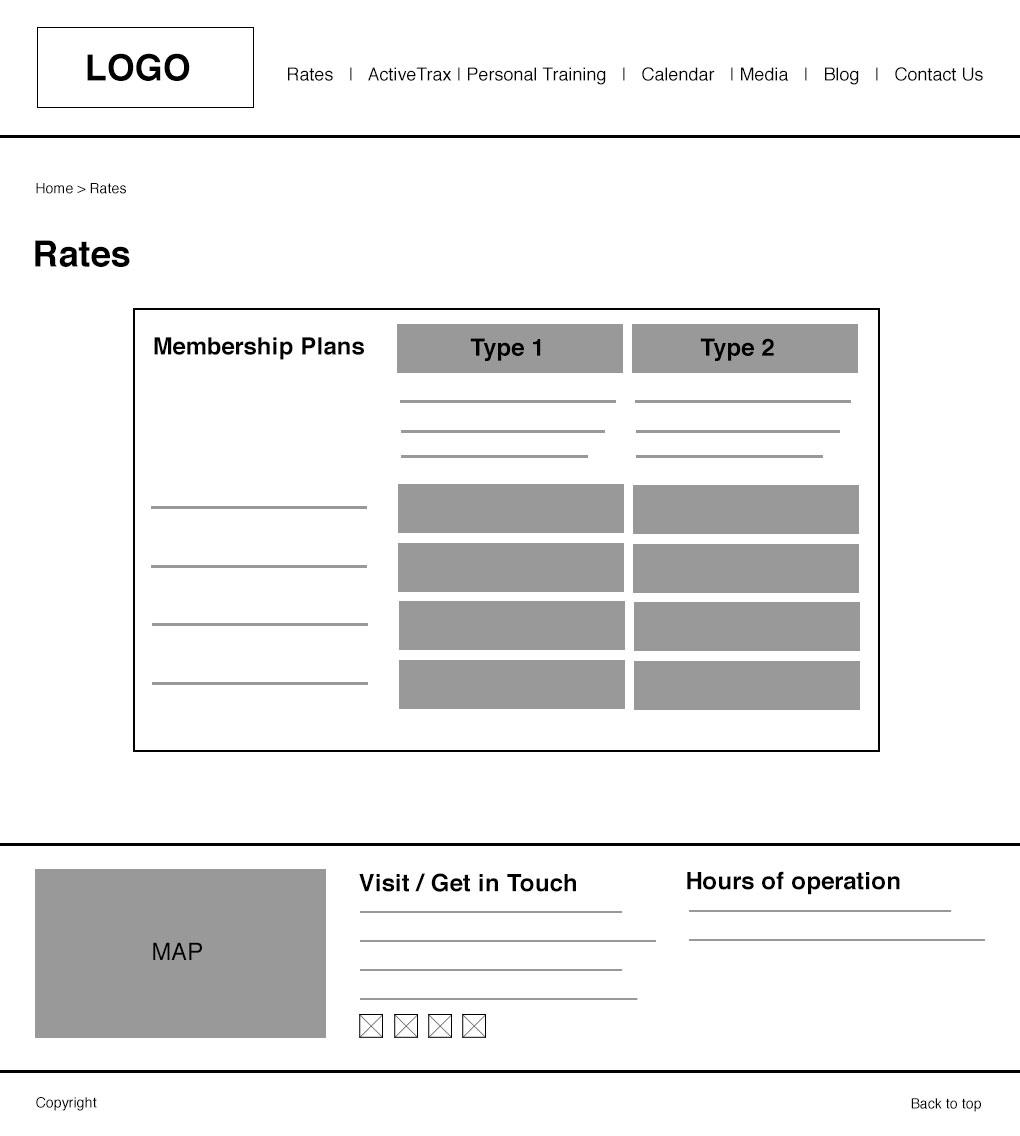 LOGO
Rates | ActiveTrax | Personal Training | Calendar | Media | Blog | Contact Us
Home > Rates
Rates
Membership Plans Type 1 Type 2
MAP
Visit / Get in Touch
Hours of operation
Copyright
Back to top